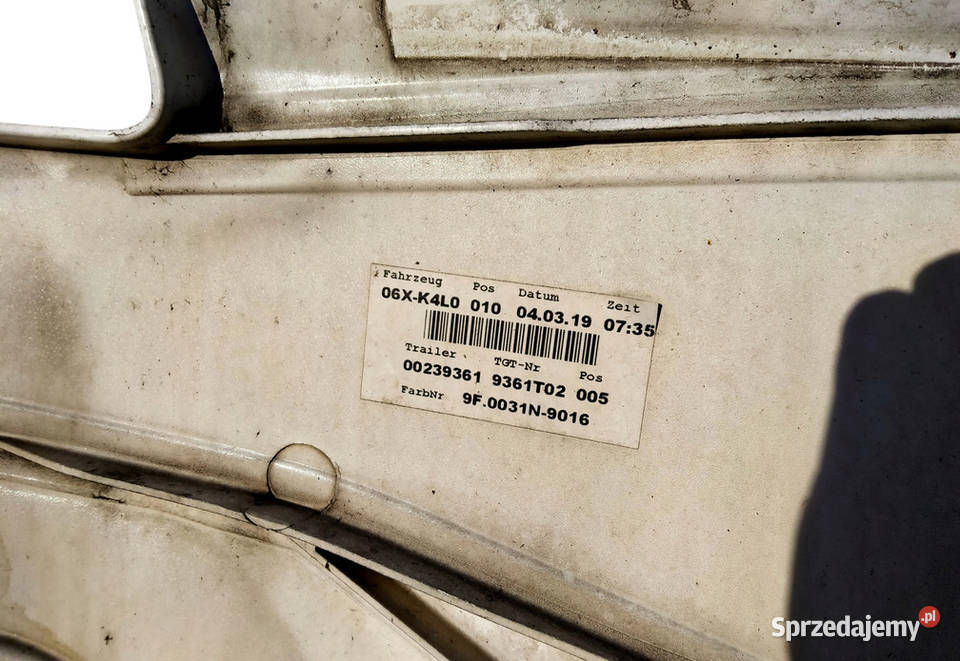 Fahrzeug Pos Datum Zeit
06X-K4L0 010 04.03.19 07:35
Trailer TGT-Nr Pos
00239361 9361T02 005
FarbNr 9F.0031N-9016
Sprzedajemy.pl